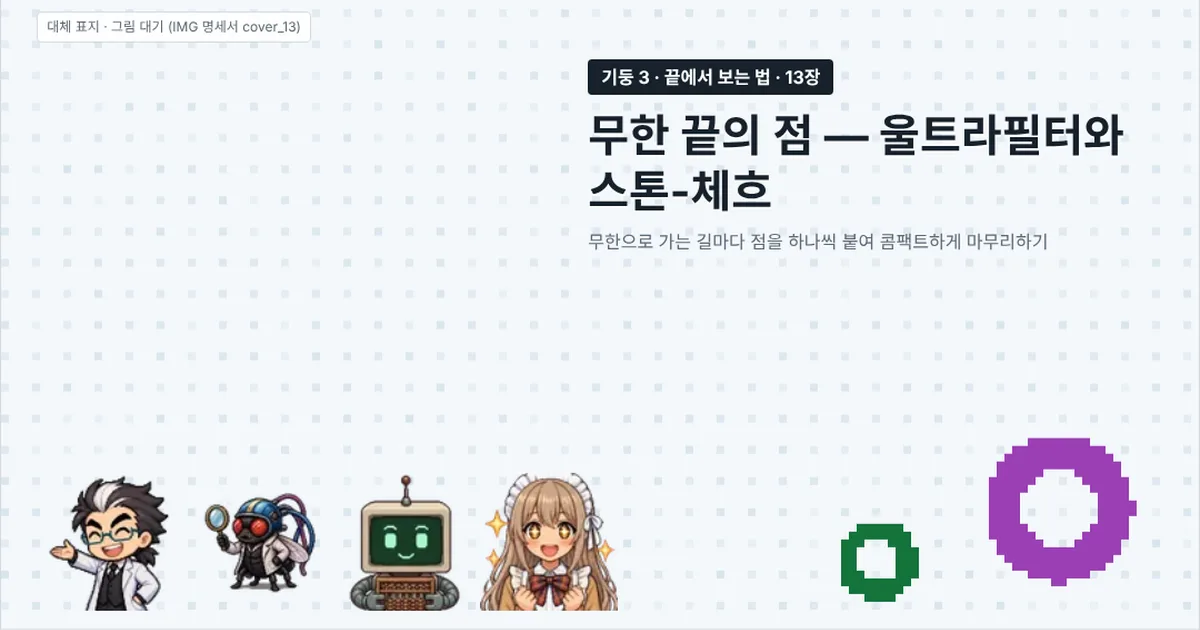 대체 표지 · 그림 대기 (IMG 명세서 cover_13)
기둥 3 · 끝에서 보는 법 · 13장
무한 끝의 점 — 울트라필터와
스톤-체흐
무한으로 가는 길마다 점을 하나씩 붙여 콤팩트하게 마무리하기